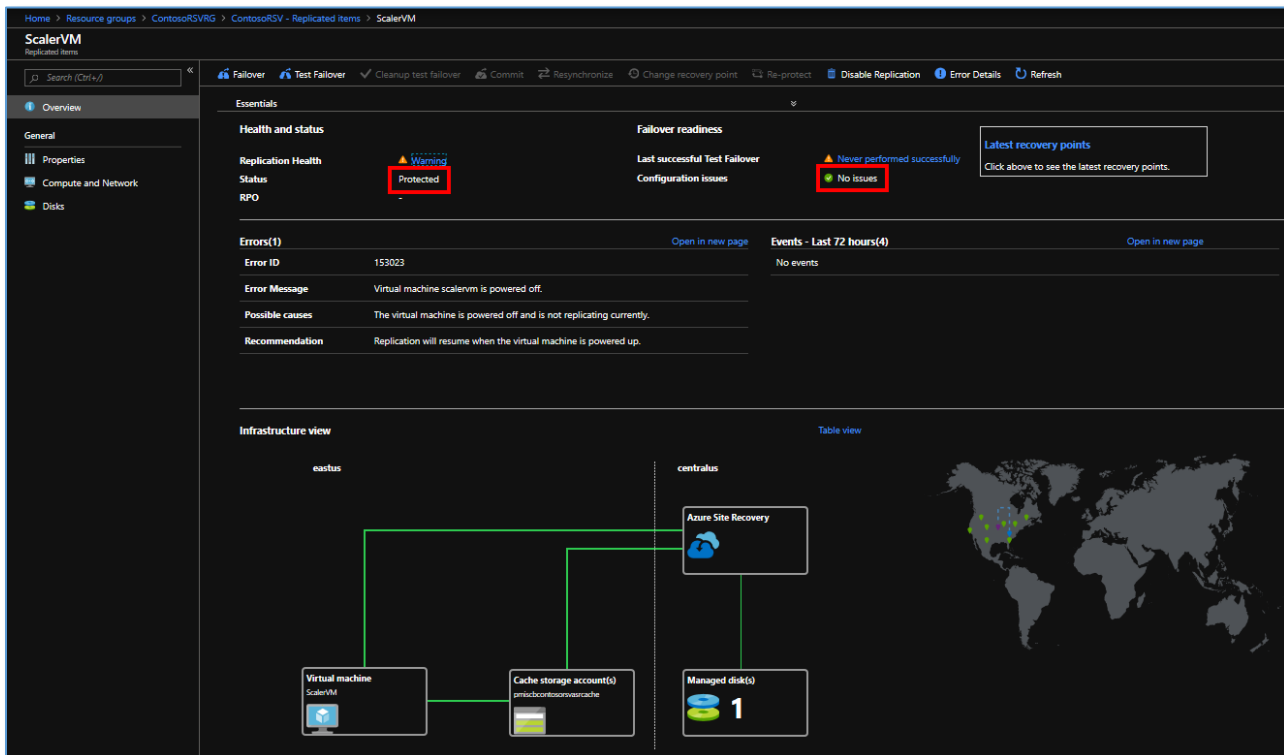 Home > Resource groups > ContosoRSVRG > ContosoRSV - Replicated items > ScalerVM
ScalerVM
Replicated items
Search (Ctrl+/)
«
Failover
Test Failover
Cleanup test failover
Commit
Resynchronize
Change recovery point
Re-protect
Disable Replication
Error Details
Refresh
Overview
General
Properties
Compute and Network
Disks
Essentials
Health and status
Replication Health Warning
Status Protected
RPO -
Failover readiness
Last successful Test Failover Never performed successfully
Configuration issues No issues
Latest recovery points
Click above to see the latest recovery points.
Errors(1) Open in new page
Error ID 153023
Error Message Virtual machine scalervm is powered off.
Possible causes The virtual machine is powered off and is not replicating currently.
Recommendation Replication will resume when the virtual machine is powered up.
Events - Last 72 hours(4) Open in new page
No events
Infrastructure view Table view
eastus
centralus
Azure Site Recovery
Virtual machine
ScalerVM
Cache storage account(s)
pmiscbcontosorsvasrcache
Managed disk(s)
1